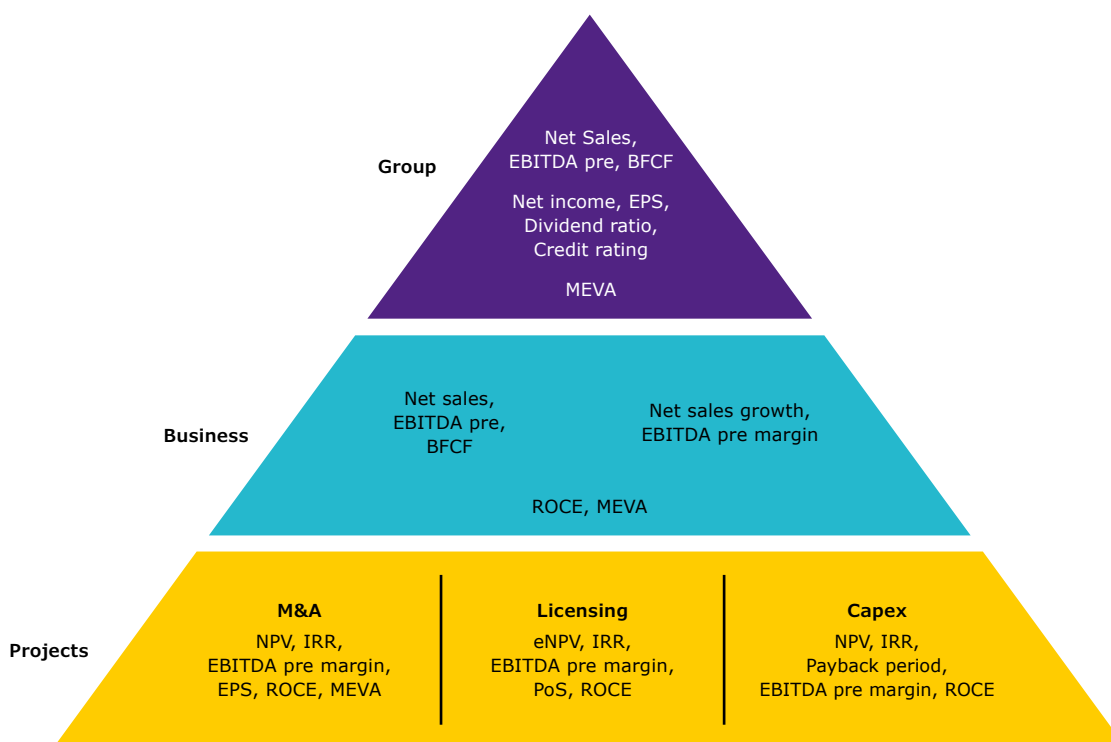 Group
Net Sales,
EBITDA pre, BFCF
Net income, EPS,
Dividend ratio,
Credit rating
MEVA
Business
Net sales,
EBITDA pre,
BFCF
Net sales growth,
EBITDA pre margin
ROCE, MEVA
Projects
M&A
NPV, IRR,
EBITDA pre margin,
EPS, ROCE, MEVA
Licensing
eNPV, IRR,
EBITDA pre margin,
PoS, ROCE
Capex
NPV, IRR,
Payback period,
EBITDA pre margin, ROCE